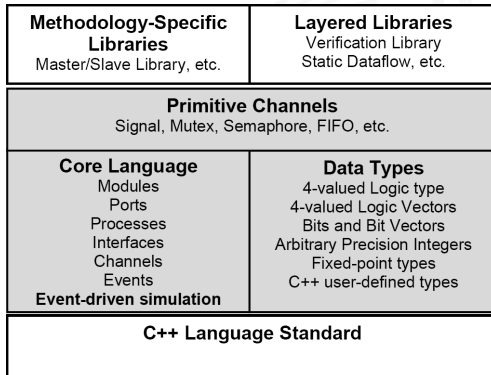 Methodology-Specific
Libraries
Master/Slave Library, etc.
Layered Libraries
Verification Library
Static Dataflow, etc.
Primitive Channels
Signal, Mutex, Semaphore, FIFO, etc.
Core Language
Modules
Ports
Processes
Interfaces
Channels
Events
Event-driven simulation
Data Types
4-valued Logic type
4-valued Logic Vectors
Bits and Bit Vectors
Arbitrary Precision Integers
Fixed-point types
C++ user-defined types
C++ Language Standard